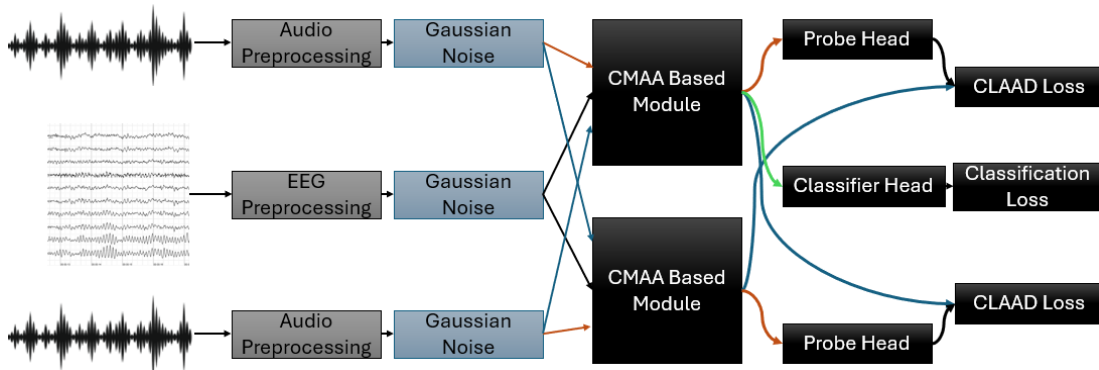 Audio
Preprocessing
Gaussian
Noise
CMAA Based
Module
Probe Head
CLAAD Loss
EEG
Preprocessing
Gaussian
Noise
Classifier Head
Classification
Loss
Audio
Preprocessing
Gaussian
Noise
CMAA Based
Module
Probe Head
CLAAD Loss